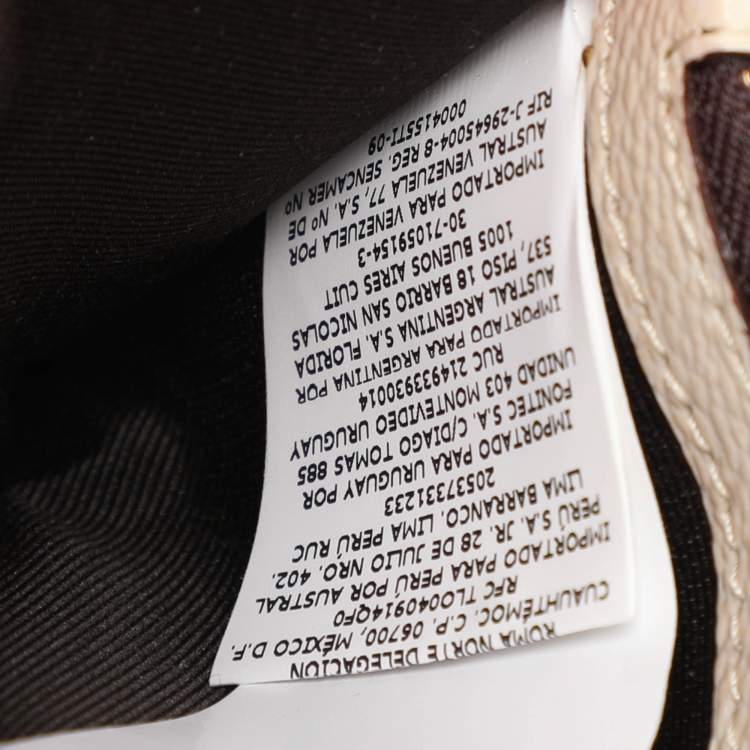 ROMA NORTE DELEGACIÓN
CUAUHTÉMOC. C.P. 06700, MÉXICO D.F.
RFC TLO040914QF0
IMPORTADO PARA PERÚ POR AUSTRAL
PERÚ S.A. JR. 28 DE JULIO NRO. 402.
LIMA BARRANCO. LIMA PERÚ RUC
20537331233
IMPORTADO PARA URUGUAY POR
FONITEC S.A. C/DIAGO TOMAS 885
UNIDAD 403 MONTEVIDEO URUGUAY
RUC 214933930014
IMPORTADO PARA ARGENTINA POR
AUSTRAL ARGENTINA S.A. FLORIDA
537, PISO 18 BARRIO SAN NICOLAS
1005 BUENOS AIRES CUIT
30-71059154-3
IMPORTADO PARA VENEZUELA POR
AUSTRAL VENEZUELA 77, S.A. Nº DE
RIF J-29645004-8 REG. SENCAMER Nº
0004155TI-09